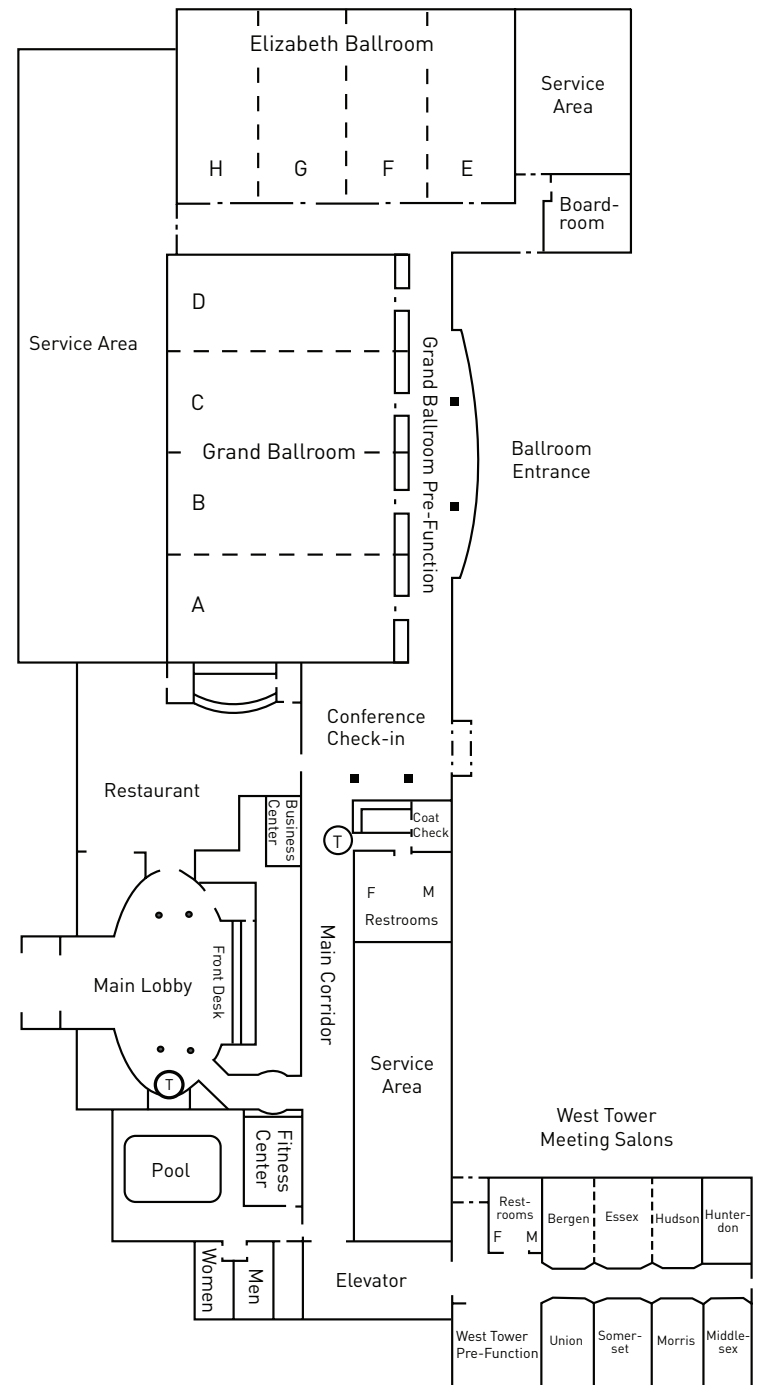 Elizabeth Ballroom
Service
Area
H
G
F
E
Board-
room
D
Service Area
C
Grand Ballroom Pre-Function
Ballroom
Entrance
Grand Ballroom
B
A
Conference
Check-in
Restaurant
Business
Center
Coat
Check
T
F
M
Restrooms
Main Corridor
Front Desk
Main Lobby
Service
Area
T
West Tower
Meeting Salons
Fitness
Center
Pool
Rest-
rooms
F
M
Bergen
Essex
Hudson
Hunter-
don
Women
Men
Elevator
West Tower
Pre-Function
Union
Somer-
set
Morris
Middle-
sex